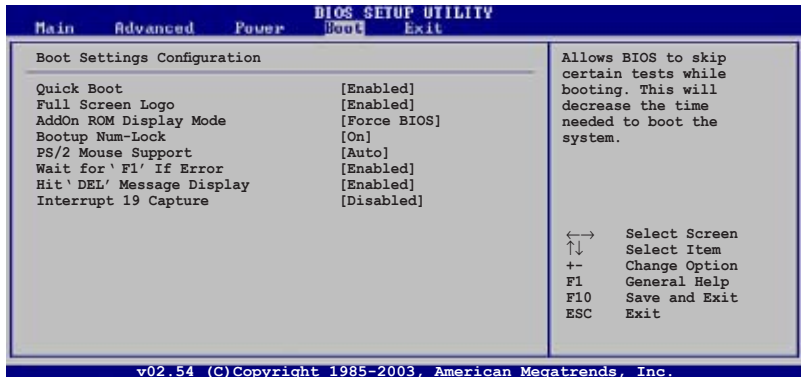 BIOS SETUP UTILITY
Main Advanced Power Boot Exit
Boot Settings Configuration
Quick Boot [Enabled]
Full Screen Logo [Enabled]
AddOn ROM Display Mode [Force BIOS]
Bootup Num-Lock [On]
PS/2 Mouse Support [Auto]
Wait for ‘ F1’ If Error [Enabled]
Hit ‘ DEL’ Message Display [Enabled]
Interrupt 19 Capture [Disabled]
Allows BIOS to skip
certain tests while
booting. This will
decrease the time
needed to boot the
system.
←→ Select Screen
↑↓ Select Item
+- Change Option
F1 General Help
F10 Save and Exit
ESC Exit
v02.54 (C)Copyright 1985-2003, American Megatrends, Inc.